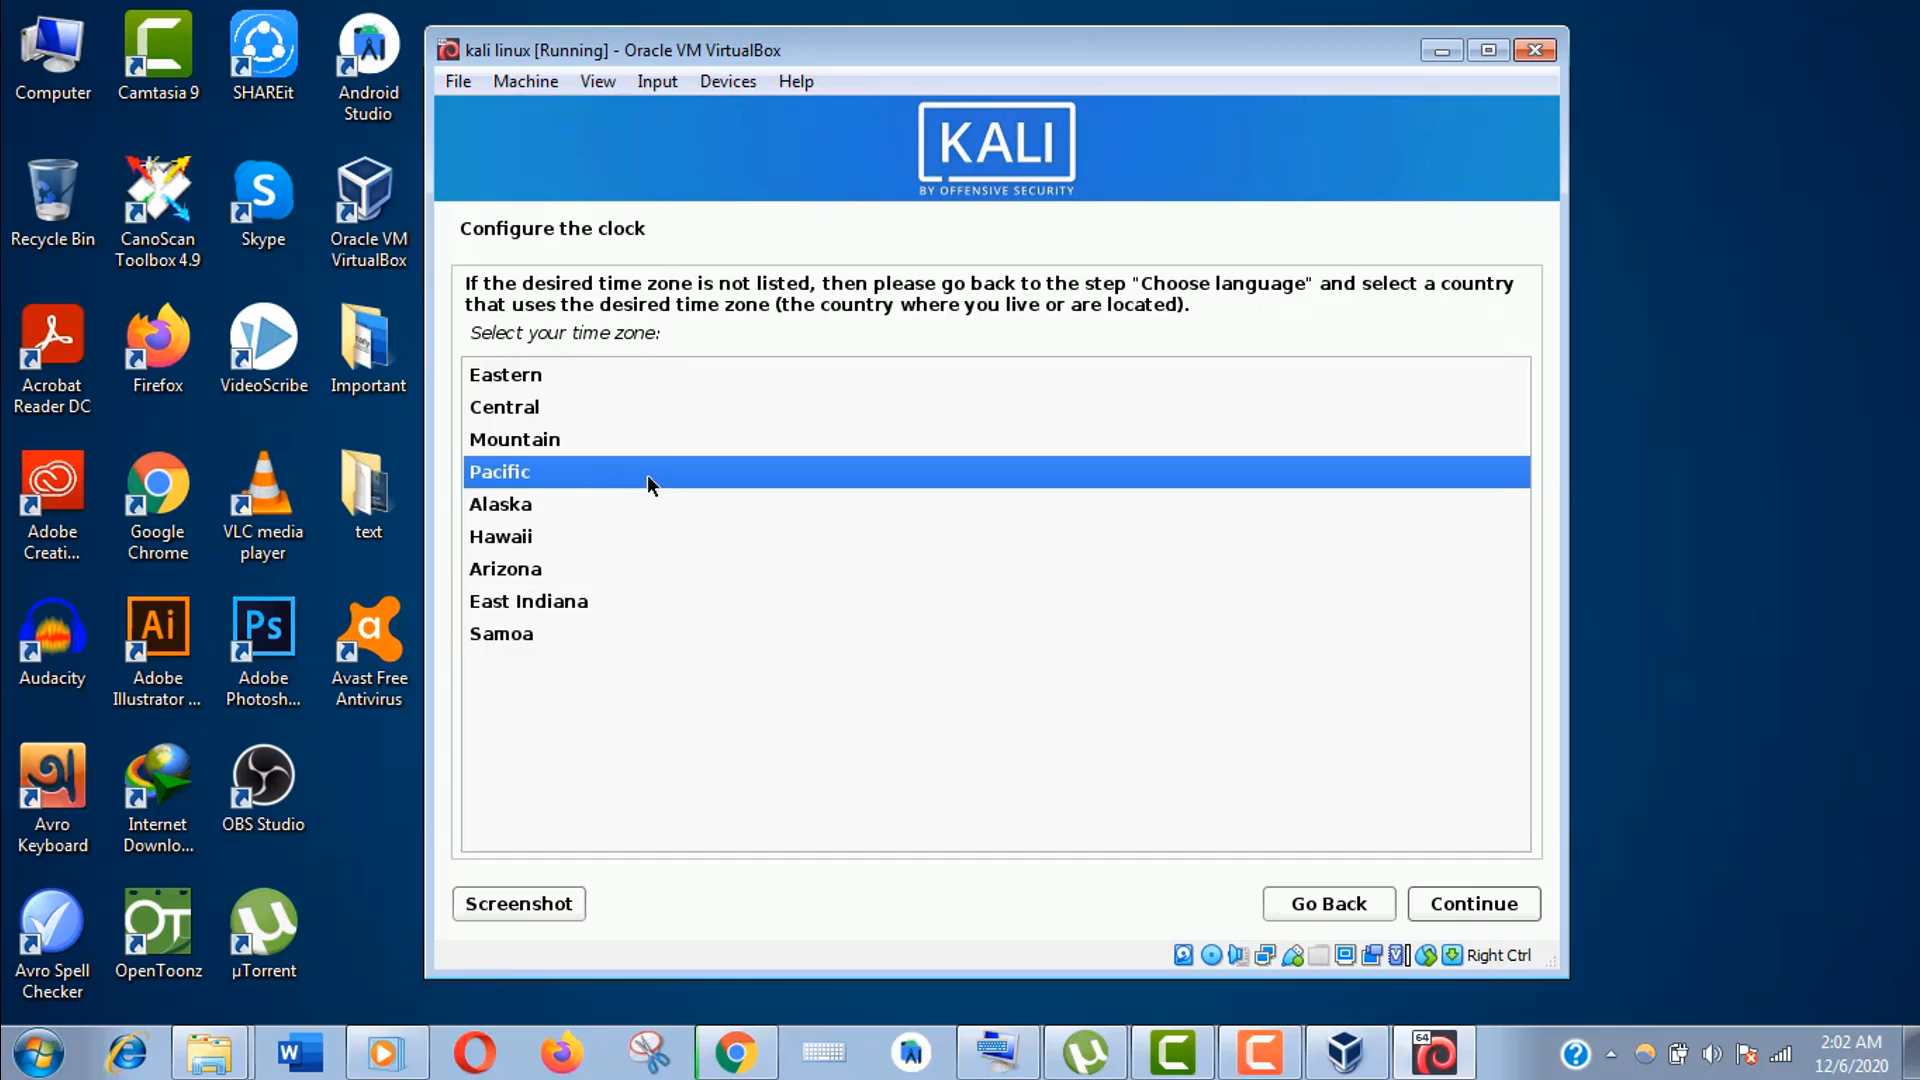 Computer
Camtasia 9
SHAREit
Android
Studio
Recycle Bin
CanoScan
Toolbox 4.9
Skype
Oracle VM
VirtualBox
Acrobat
Reader DC
Firefox
VideoScribe
Important
Adobe
Creati...
Google
Chrome
VLC media
player
text
Audacity
Adobe
Illustrator ...
Adobe
Photosh...
Avast Free
Antivirus
Avro
Keyboard
Internet
Downlo...
OBS Studio
Avro Spell
Checker
OpenToonz
µTorrent
kali linux [Running] - Oracle VM VirtualBox
File Machine View Input Devices Help
KALI
BY OFFENSIVE SECURITY
Configure the clock
If the desired time zone is not listed, then please go back to the step "Choose language" and select a country
that uses the desired time zone (the country where you live or are located).
Select your time zone:
Eastern
Central
Mountain
Pacific
Alaska
Hawaii
Arizona
East Indiana
Samoa
Screenshot
Go Back
Continue
Right Ctrl
2:02 AM
12/6/2020